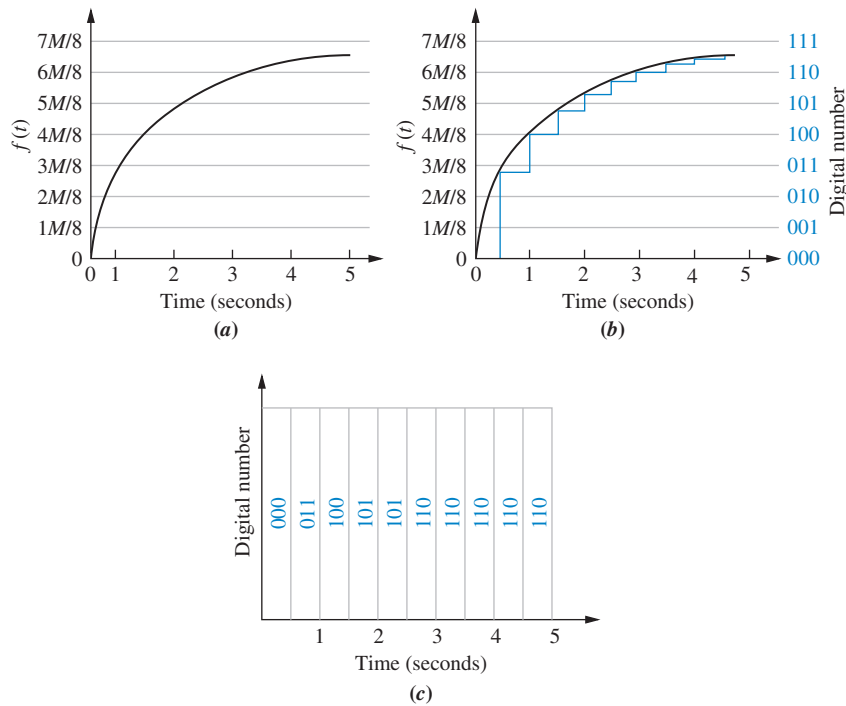 7M/8
6M/8
5M/8
4M/8
3M/8
2M/8
1M/8
0
f (t)
0 1 2 3 4 5
Time (seconds)
(a)
7M/8
6M/8
5M/8
4M/8
3M/8
2M/8
1M/8
0
f (t)
0 1 2 3 4 5
Time (seconds)
111
110
101
100
011
010
001
000
Digital number
(b)
Digital number
000 011 100 101 101 110 110 110 110 110
1 2 3 4 5
Time (seconds)
(c)